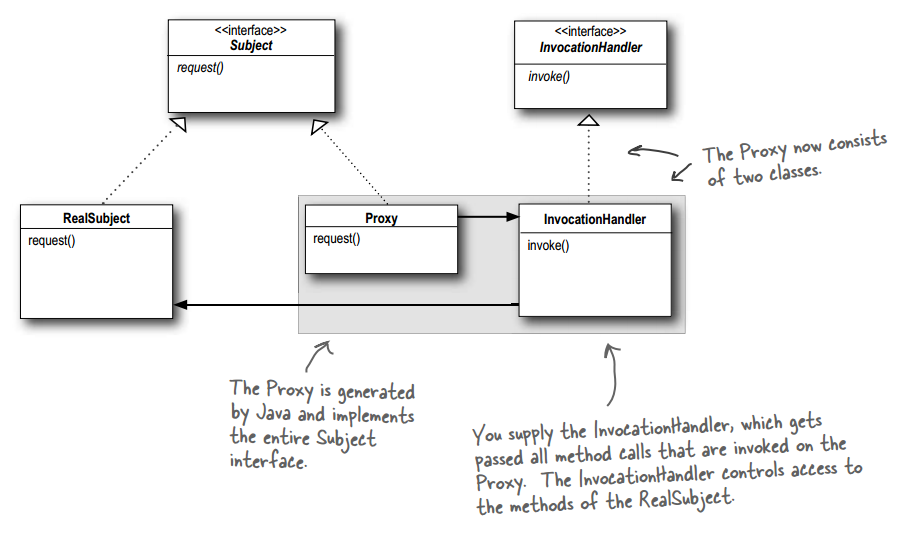 <<interface>>
Subject
request()
<<interface>>
InvocationHandler
invoke()
The Proxy now consists
of two classes.
RealSubject
request()
Proxy
request()
InvocationHandler
invoke()
The Proxy is generated
by Java and implements
the entire Subject
interface.
You supply the InvocationHandler, which gets
passed all method calls that are invoked on the
Proxy. The InvocationHandler controls access to
the methods of the RealSubject.